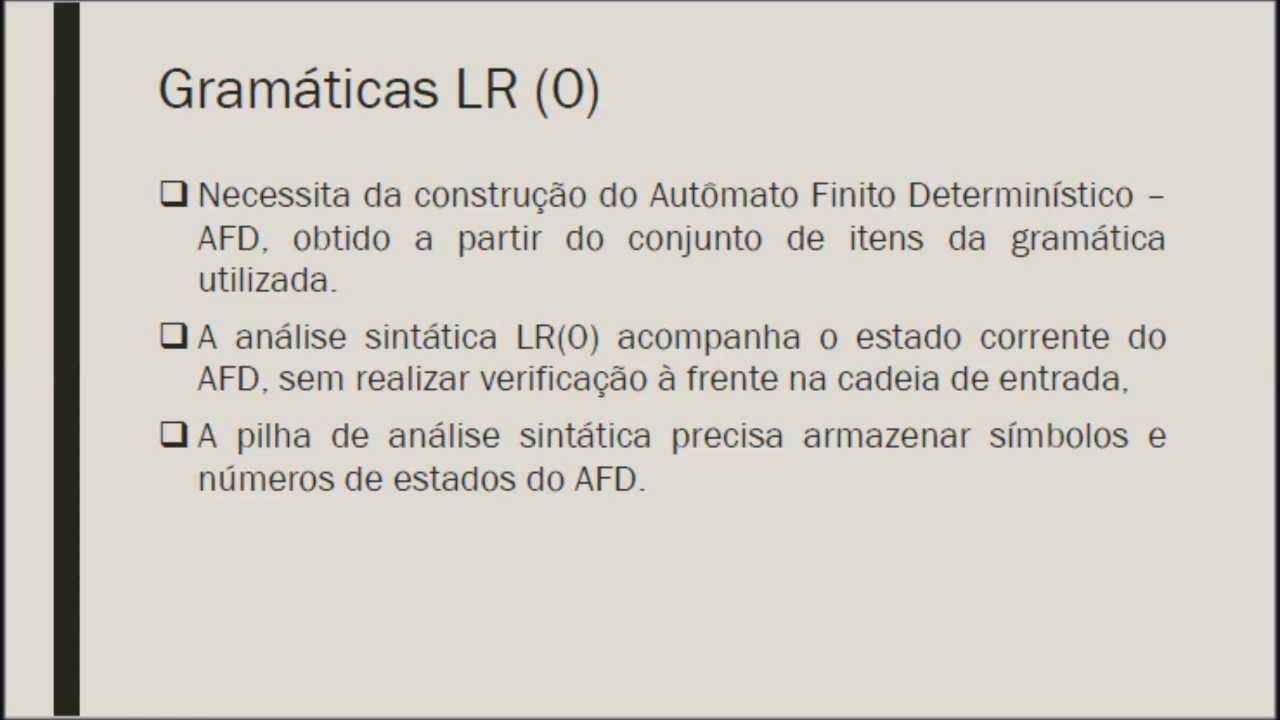 Gramáticas LR (0)
❑ Necessita da construção do Autômato Finito Determinístico –
AFD, obtido a partir do conjunto de itens da gramática
utilizada.
❑ A análise sintática LR(0) acompanha o estado corrente do
AFD, sem realizar verificação à frente na cadeia de entrada,
❑ A pilha de análise sintática precisa armazenar símbolos e
números de estados do AFD.